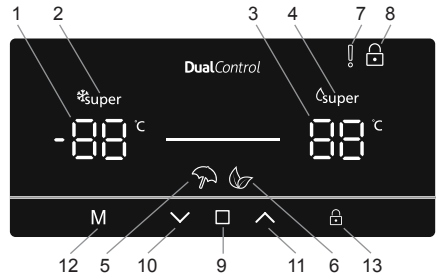 1 2 3 4 7 8
DualControl
super super
-88 °C 88 °C
M
12 5 10 9 11 6 13